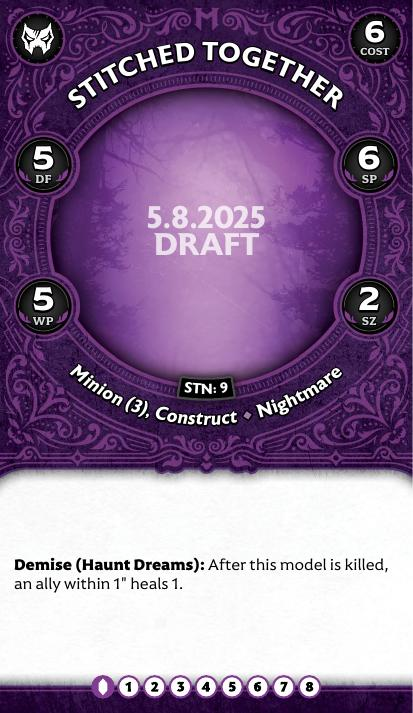 6
COST
STITCHED TOGETHER
5
DF
6
SP
5.8.2025
DRAFT
5
WP
2
SZ
STN: 9
Minion (3), Construct ◆ Nightmare
Demise (Haunt Dreams): After this model is killed,
an ally within 1" heals 1.
1 2 3 4 5 6 7 8